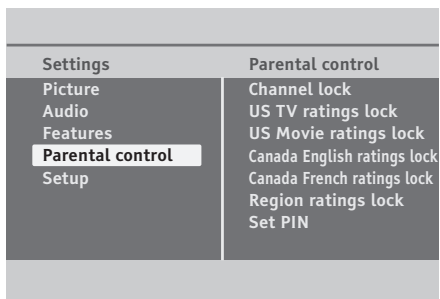 Settings
Picture
Audio
Features
Parental control
Setup
Parental control
Channel lock
US TV ratings lock
US Movie ratings lock
Canada English ratings lock
Canada French ratings lock
Region ratings lock
Set PIN